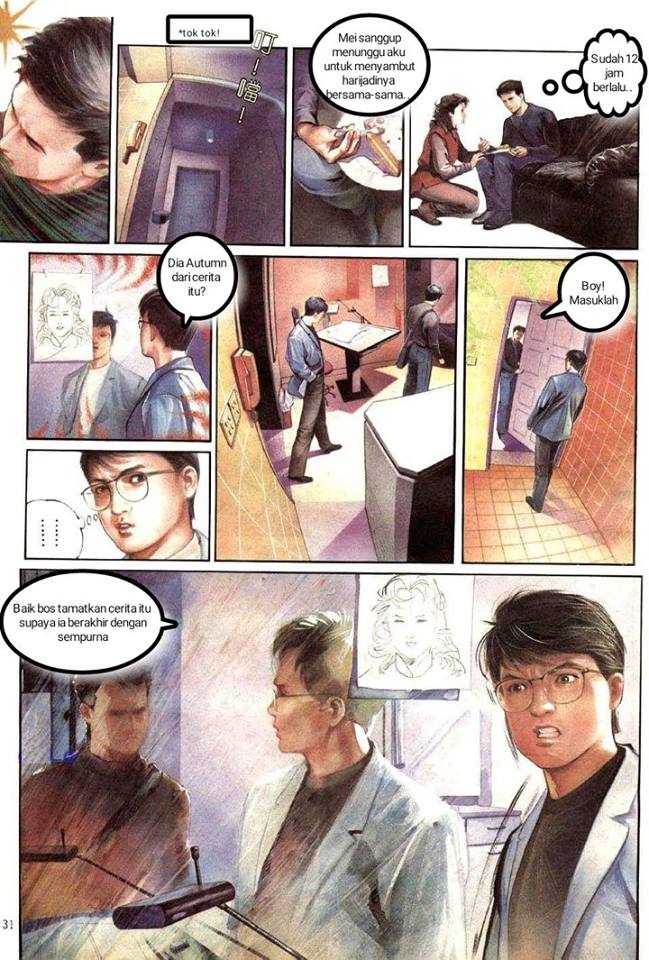 Sudah 12
jam
berlalu..
Mei sanggup
menunggu aku
untuk menyambut
harijadinya
bersama-sama..
*tok tok!
叮！噹！
Boy!
Masuklah
Dia Autumn
dari cerita
itu?
......
Baik bos tamatkan cerita itu
supaya ia berakhir dengan
sempurna
31